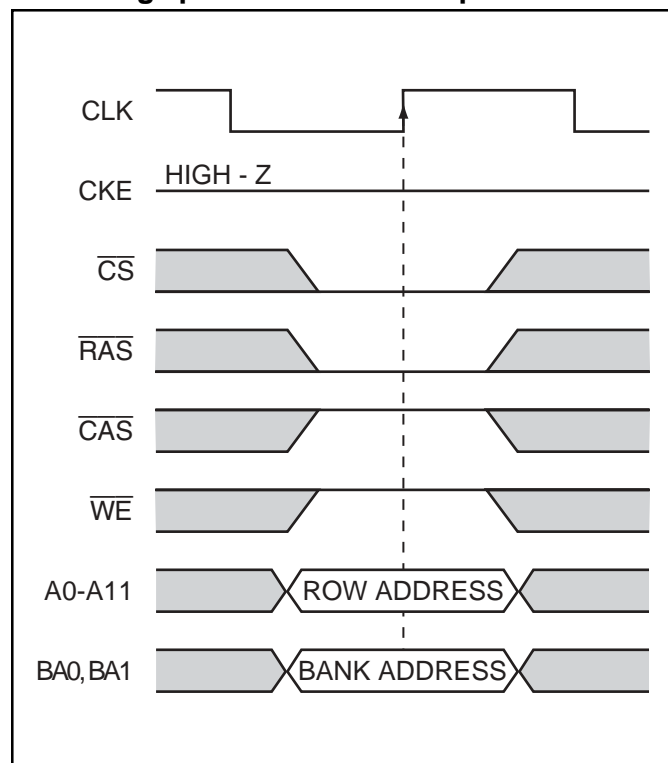 CLK
HIGH - Z
CKE
CS
RAS
CAS
WE
A0-A11 ROW ADDRESS
BA0, BA1 BANK ADDRESS